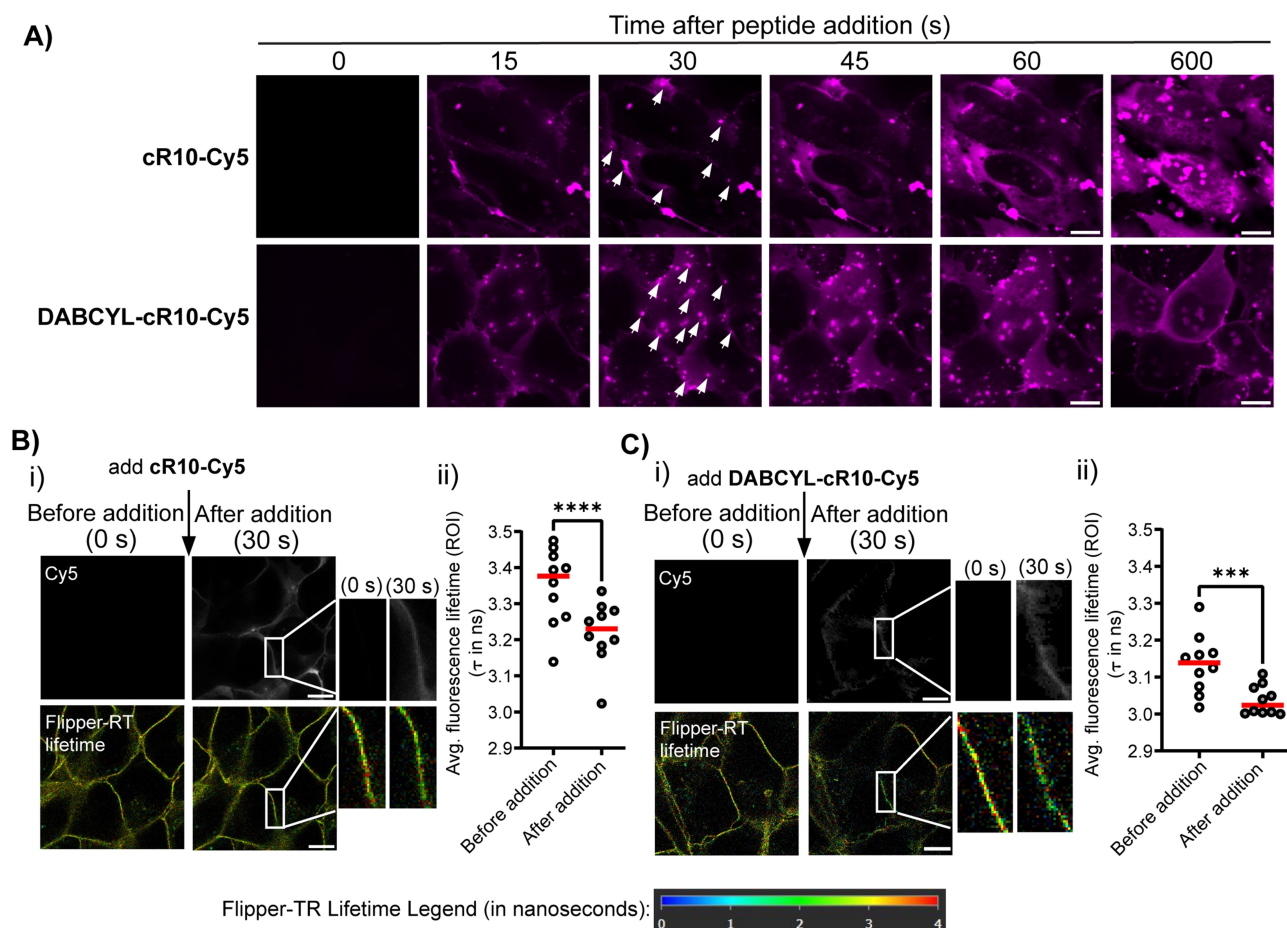 A)
Time after peptide addition (s)
0 15 30 45 60 600
cR10-Cy5
DABCYL-cR10-Cy5
B)
i)
add cR10-Cy5
Before addition
(0 s)
After addition
(30 s)
Cy5
(0 s) (30 s)
Flipper-RT
lifetime
ii)
Avg. fluorescence lifetime (ROI)
(τ in ns)
3.5
3.4
3.3
3.2
3.1
3.0
2.9
****
Before addition
After addition
C)
i)
add DABCYL-cR10-Cy5
Before addition
(0 s)
After addition
(30 s)
Cy5
(0 s) (30 s)
Flipper-RT
lifetime
ii)
Avg. fluorescence lifetime (ROI)
(τ in ns)
3.5
3.4
3.3
3.2
3.1
3.0
2.9
***
Before addition
After addition
Flipper-TR Lifetime Legend (in nanoseconds):
0 1 2 3 4